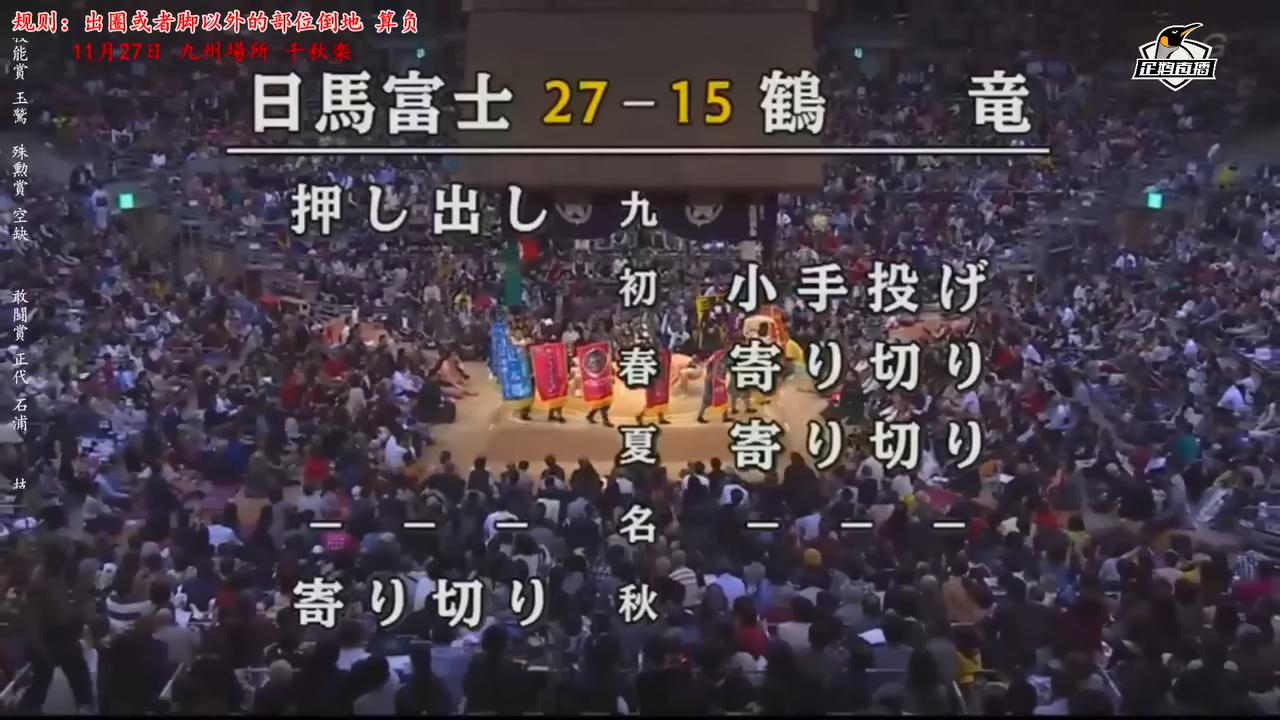 规则：出圈或者脚以外的部位倒地 算负
11月27日 九州場所 千秋楽
企鹅直播
日馬富士 27-15 鶴 竜
押し出し 九
初 小手投げ
春 寄り切り
夏 寄り切り
— — — 名 — — —
寄り切り 秋
能賞 玉鷲 殊勲賞 空缺 敢闘賞 正代 石浦